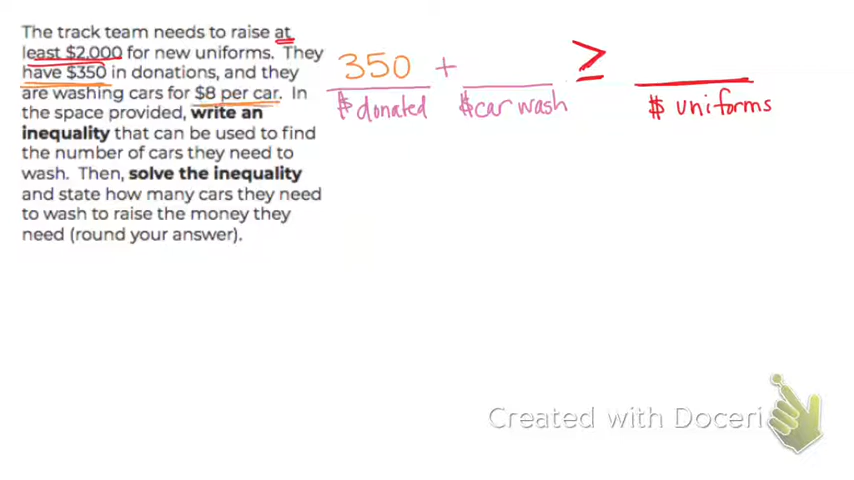 The track team needs to raise at
least $2,000 for new uniforms. They
have $350 in donations, and they
are washing cars for $8 per car. In
the space provided, write an
inequality that can be used to find
the number of cars they need to
wash. Then, solve the inequality
and state how many cars they need
to wash to raise the money they
need (round your answer).
350 + ≥
$ donated $ car wash $ uniforms
Created with Doceri